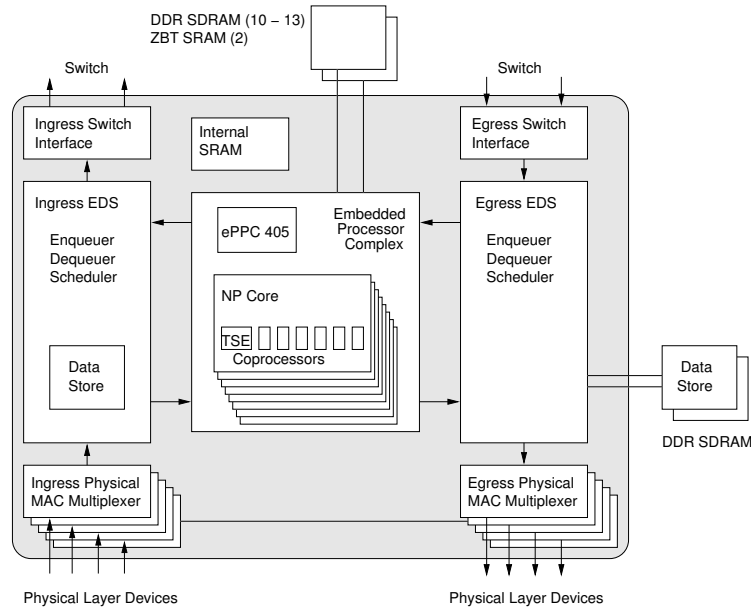 DDR SDRAM (10 – 13)
ZBT SRAM (2)
Switch
Switch
Ingress Switch
Interface
Internal
SRAM
Egress Switch
Interface
Ingress EDS
Enqueuer
Dequeuer
Scheduler
ePPC 405
Embedded
Processor
Complex
Egress EDS
Enqueuer
Dequeuer
Scheduler
NP Core
TSE
Coprocessors
Data
Store
Data
Store
DDR SDRAM
Ingress Physical
MAC Multiplexer
Egress Physical
MAC Multiplexer
Physical Layer Devices
Physical Layer Devices